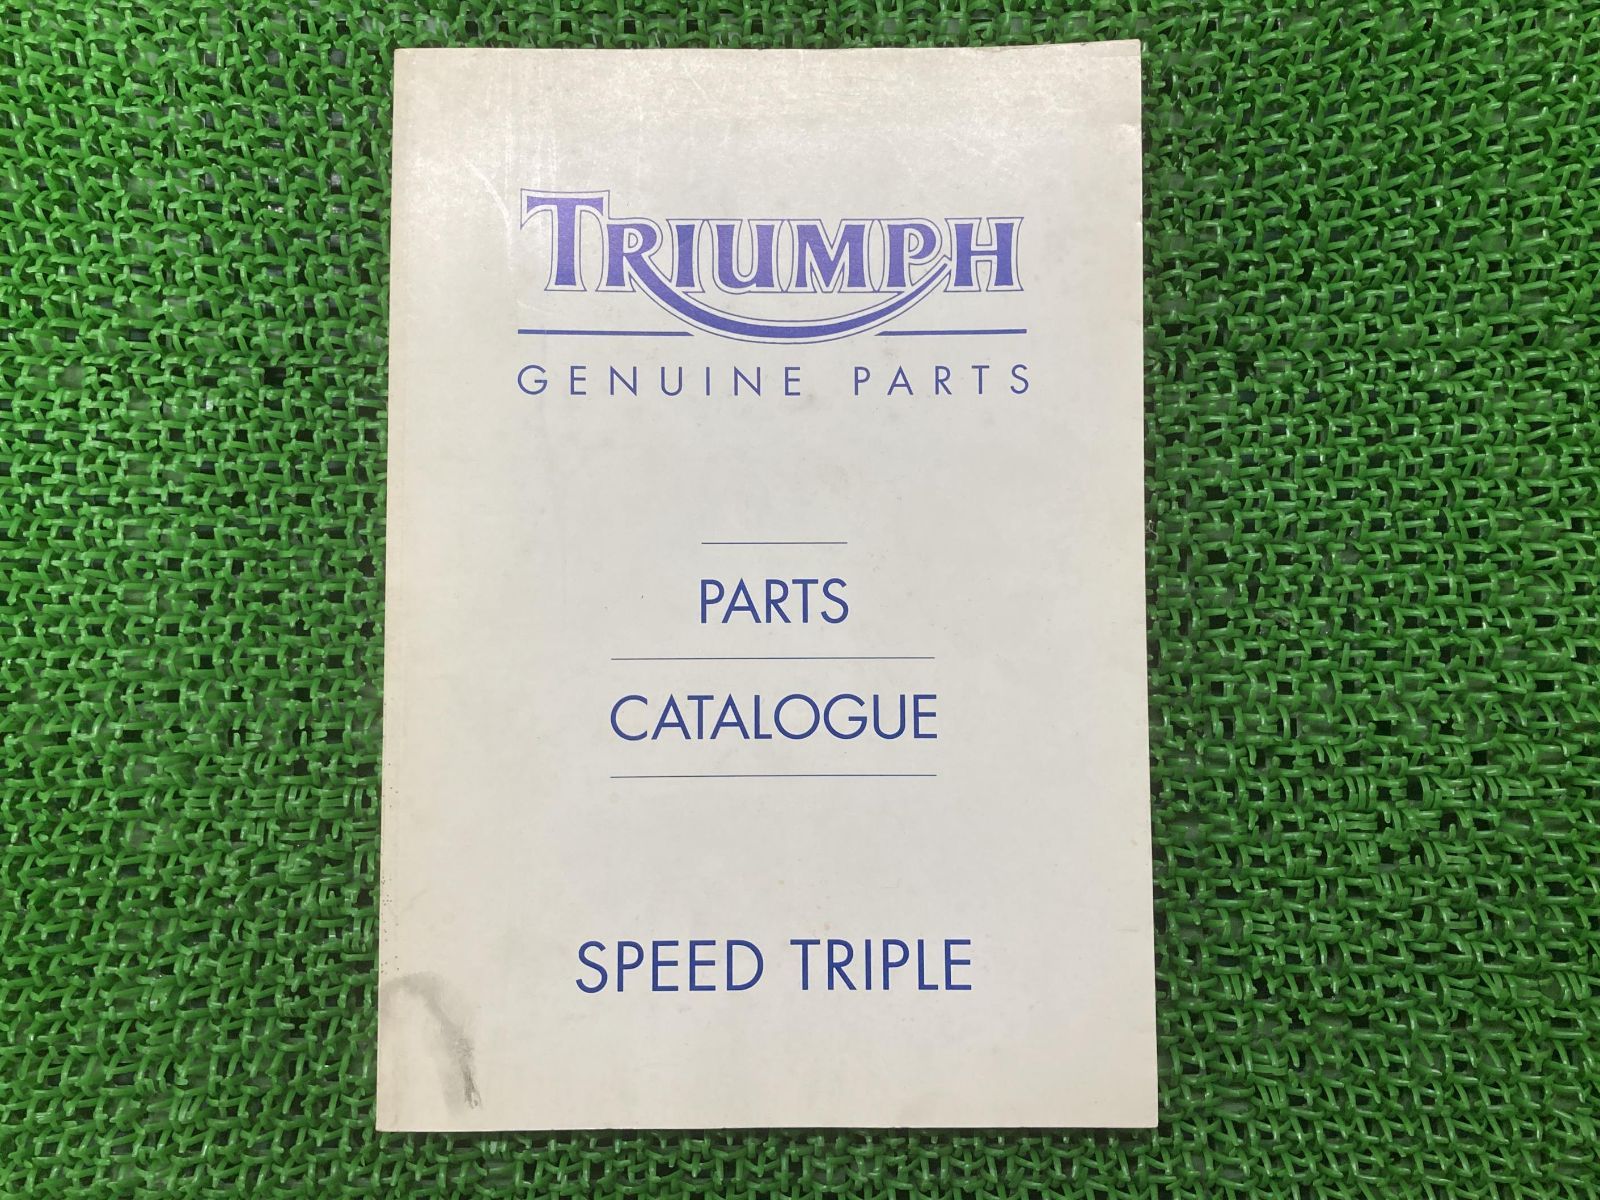 TRIUMPH
GENUINE PARTS
PARTS
CATALOGUE
SPEED TRIPLE